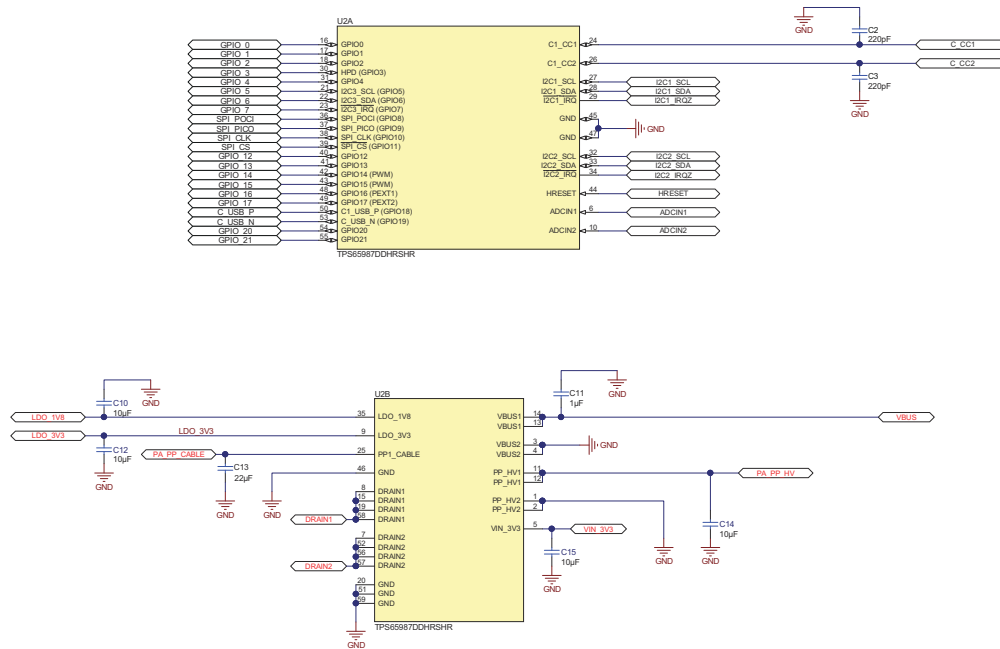 U2A
GPIO_0 16 GPIO0
GPIO_1 17 GPIO1
GPIO_2 18 GPIO2
GPIO_3 30 HPD (GPIO3)
GPIO_4 31 GPIO4
GPIO_5 21 I2C3_SCL (GPIO5)
GPIO_6 22 I2C3_SDA (GPIO6)
GPIO_7 23 I2C3_IRQ (GPIO7)
SPI_POCI 36 SPI_POCI (GPIO8)
SPI_PICO 37 SPI_PICO (GPIO9)
SPI_CLK 38 SPI_CLK (GPIO10)
SPI_CS 39 SPI_CS (GPIO11)
GPIO_12 40 GPIO12
GPIO_13 41 GPIO13
GPIO_14 42 GPIO14 (PWM)
GPIO_15 43 GPIO15 (PWM)
GPIO_16 48 GPIO16 (PEXT1)
GPIO_17 49 GPIO17 (PEXT2)
C_USB_P 50 C1_USB_P (GPIO18)
C_USB_N 53 C_USB_N (GPIO19)
GPIO_20 54 GPIO20
GPIO_21 55 GPIO21
TPS65987DDHRSHR
GND
C2
220pF
C1_CC1 24 C_CC1
C1_CC2 26 C_CC2
C3
220pF
GND
I2C1_SCL 27 I2C1_SCL
I2C1_SDA 28 I2C1_SDA
I2C1_IRQ 29 I2C1_IRQZ
GND 45
GND
GND 47
I2C2_SCL 32 I2C2_SCL
I2C2_SDA 33 I2C2_SDA
I2C2_IRQ 34 I2C2_IRQZ
HRESET 44 HRESET
ADCIN1 6 ADCIN1
ADCIN2 10 ADCIN2
U2B
C10
10µF
GND
LDO_1V8 35 LDO_1V8
LDO_3V3 LDO_3V3 9 LDO_3V3
C12
10µF
GND
PA_PP_CABLE 25 PP1_CABLE
C13
22µF
GND
46 GND
GND
8 DRAIN1
15 DRAIN1
19 DRAIN1
DRAIN1 58 DRAIN1
7 DRAIN2
52 DRAIN2
56 DRAIN2
DRAIN2 57 DRAIN2
20 GND
51 GND
59 GND
GND
TPS65987DDHRSHR
C11
1µF
GND
VBUS1 14 VBUS
VBUS1 13
VBUS2 3
GND
VBUS2 4
PP_HV1 11 PA_PP_HV
PP_HV1 12
PP_HV2 1
PP_HV2 2
VIN_3V3 5 VIN_3V3
C14
10µF
GND
GND
C15
10µF
GND